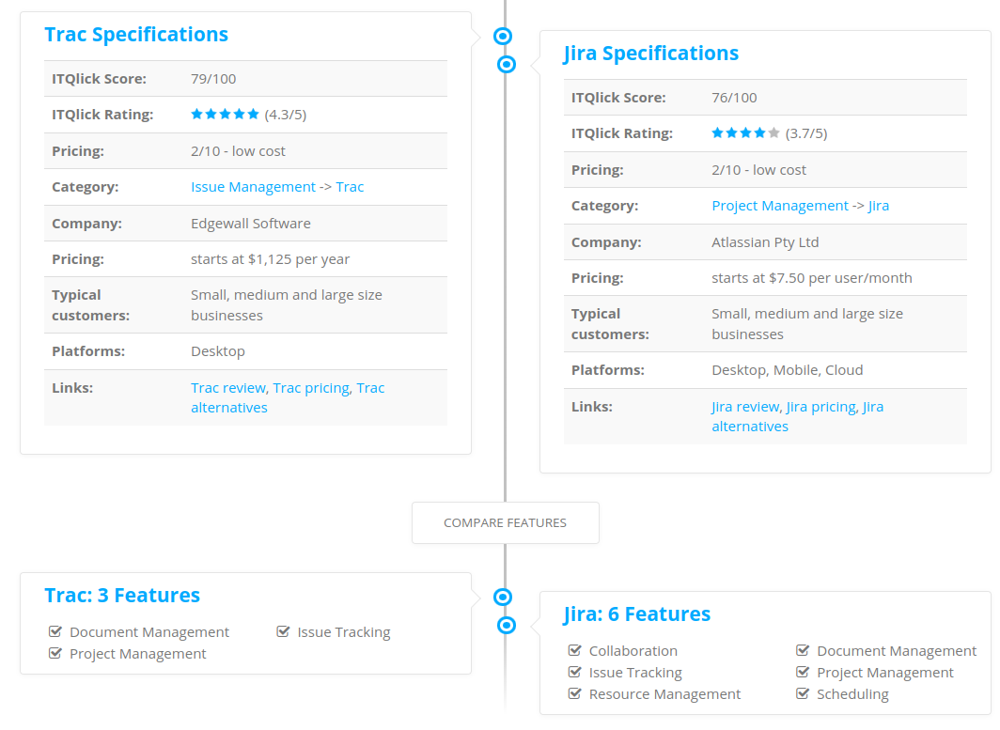 Trac Specifications
ITQlick Score: 79/100
ITQlick Rating: (4.3/5)
Pricing: 2/10 - low cost
Category: Issue Management -> Trac
Company: Edgewall Software
Pricing: starts at $1,125 per year
Typical customers: Small, medium and large size
businesses
Platforms: Desktop
Links: Trac review, Trac pricing, Trac
alternatives
Jira Specifications
ITQlick Score: 76/100
ITQlick Rating: (3.7/5)
Pricing: 2/10 - low cost
Category: Project Management -> Jira
Company: Atlassian Pty Ltd
Pricing: starts at $7.50 per user/month
Typical customers: Small, medium and large size
businesses
Platforms: Desktop, Mobile, Cloud
Links: Jira review, Jira pricing, Jira
alternatives
COMPARE FEATURES
Trac: 3 Features
Document Management Issue Tracking
Project Management
Jira: 6 Features
Collaboration Document Management
Issue Tracking Project Management
Resource Management Scheduling